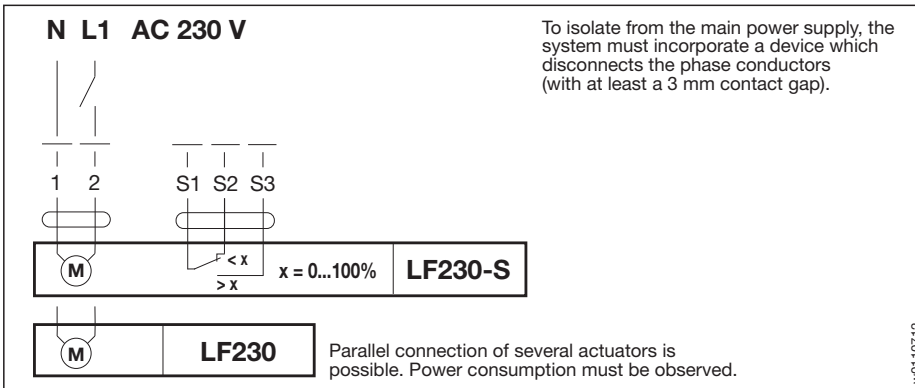 N L1 AC 230 V
To isolate from the main power supply, the
system must incorporate a device which
disconnects the phase conductors
(with at least a 3 mm contact gap).
1 2 S1 S2 S3
M < x > x x = 0...100% LF230-S
M LF230
Parallel connection of several actuators is
possible. Power consumption must be observed.